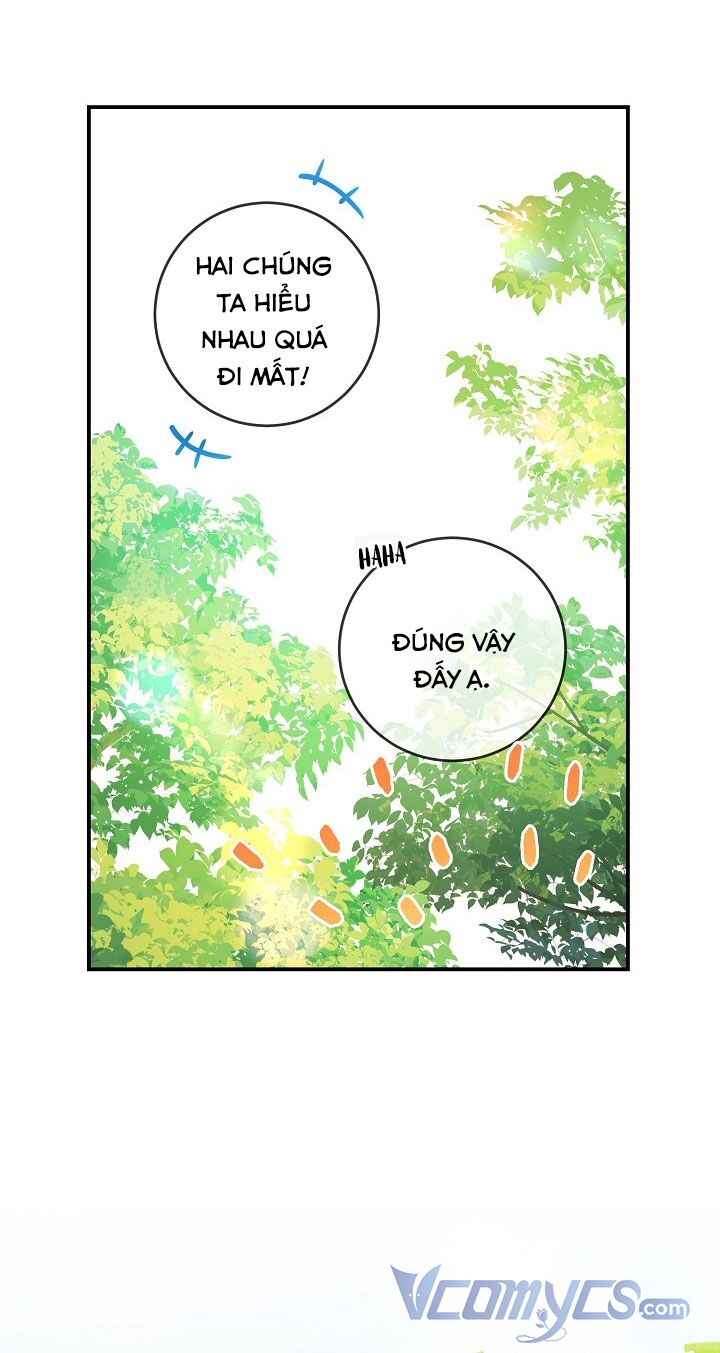 HAI CHÚNG
TA HIỂU
NHAU QUÁ
ĐI MẤT!
HAHA
ĐÚNG VẬY
ĐẤY Ạ.
VCOMYCS.com